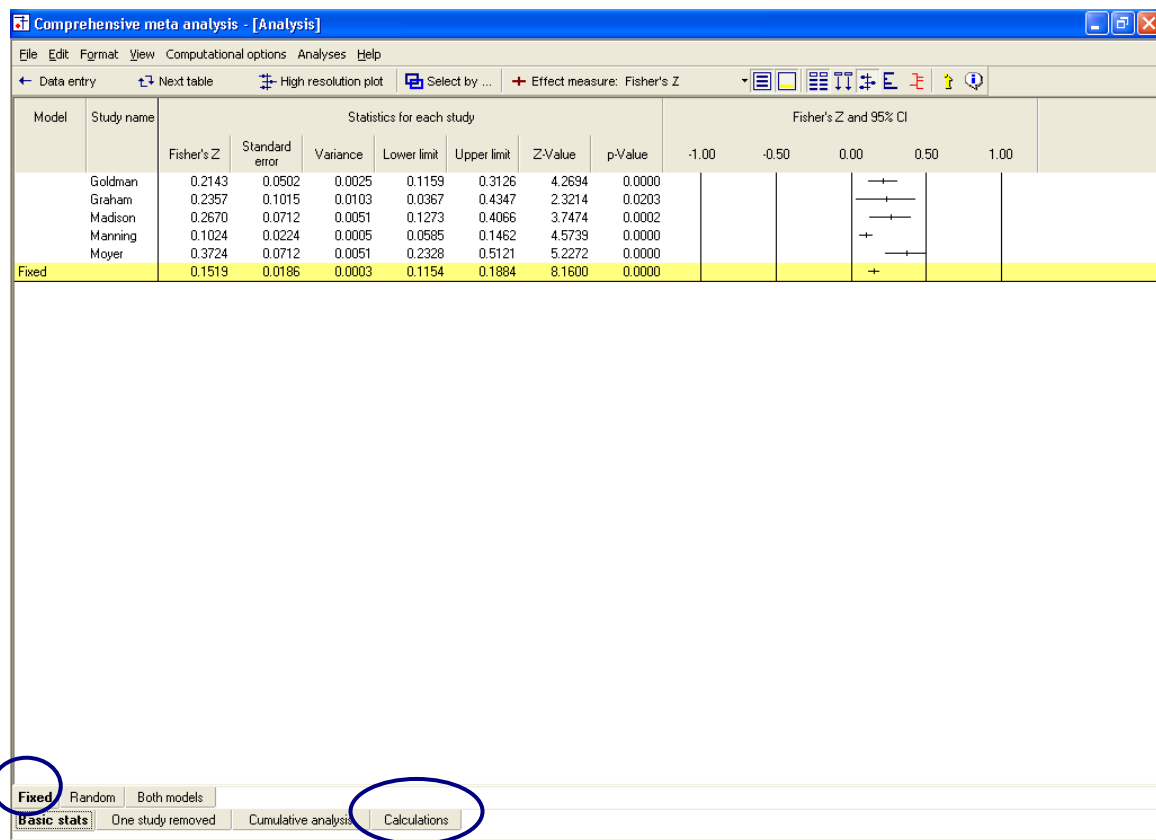 Comprehensive meta analysis - [Analysis]
File Edit Format View Computational options Analyses Help
Data entry Next table High resolution plot Select by ... Effect measure: Fisher's Z
Model Study name Statistics for each study Fisher's Z and 95% CI
Fisher's Z Standard error Variance Lower limit Upper limit Z-Value p-Value -1.00 -0.50 0.00 0.50 1.00
Goldman 0.2143 0.0502 0.0025 0.1159 0.3126 4.2694 0.0000
Graham 0.2357 0.1015 0.0103 0.0367 0.4347 2.3214 0.0203
Madison 0.2670 0.0712 0.0051 0.1273 0.4066 3.7474 0.0002
Manning 0.1024 0.0224 0.0005 0.0585 0.1462 4.5739 0.0000
Moyer 0.3724 0.0712 0.0051 0.2328 0.5121 5.2272 0.0000
Fixed 0.1519 0.0186 0.0003 0.1154 0.1884 8.1600 0.0000
Fixed Random Both models
Basic stats One study removed Cumulative analysis Calculations